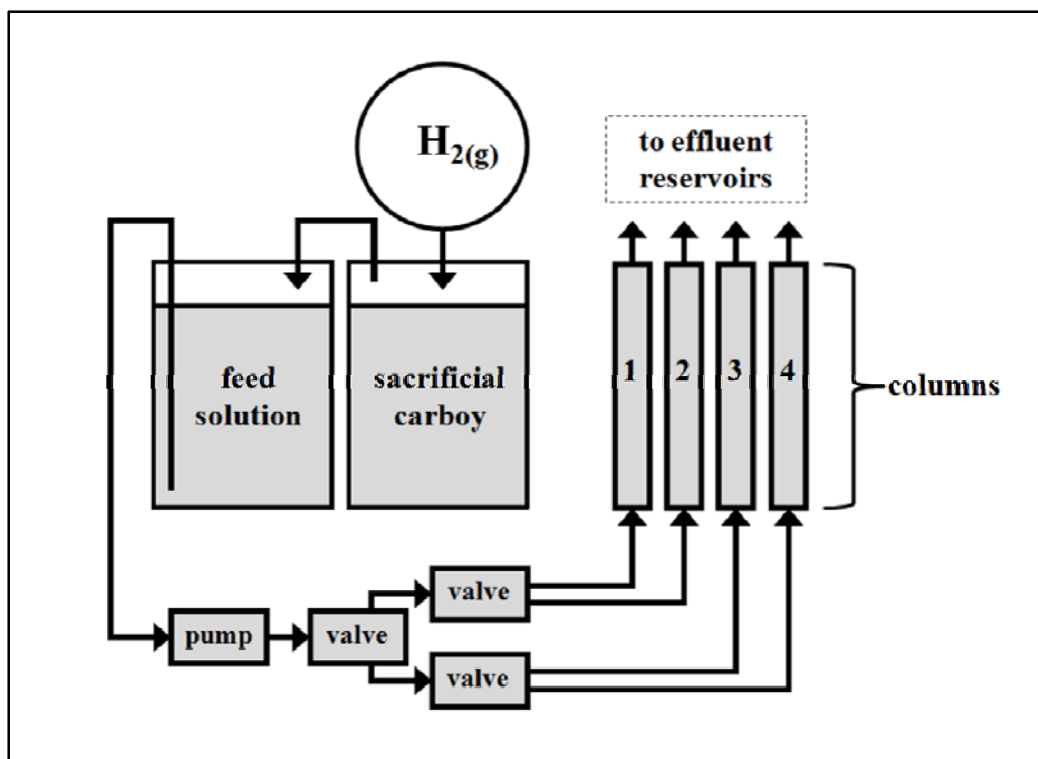 H2(g)
to effluent
reservoirs
feed
solution
sacrificial
carboy
1
2
3
4
columns
valve
pump
valve
valve